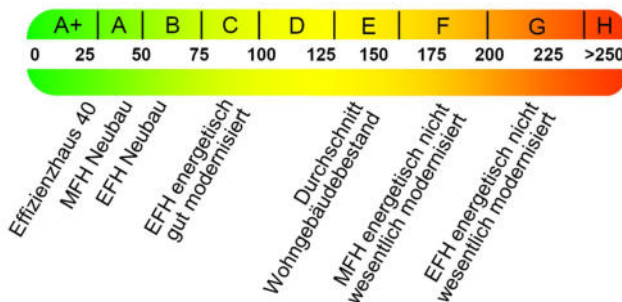 A+ A B C D E F G H
0 25 50 75 100 125 150 175 200 225 >250
Effizienzhaus 40
MFH Neubau
EFH Neubau
EFH energetisch
gut modernisiert
Durchschnitt
Wohngebäudebestand
MFH energetisch nicht
wesentlich modernisiert
EFH energetisch nicht
wesentlich modernisiert